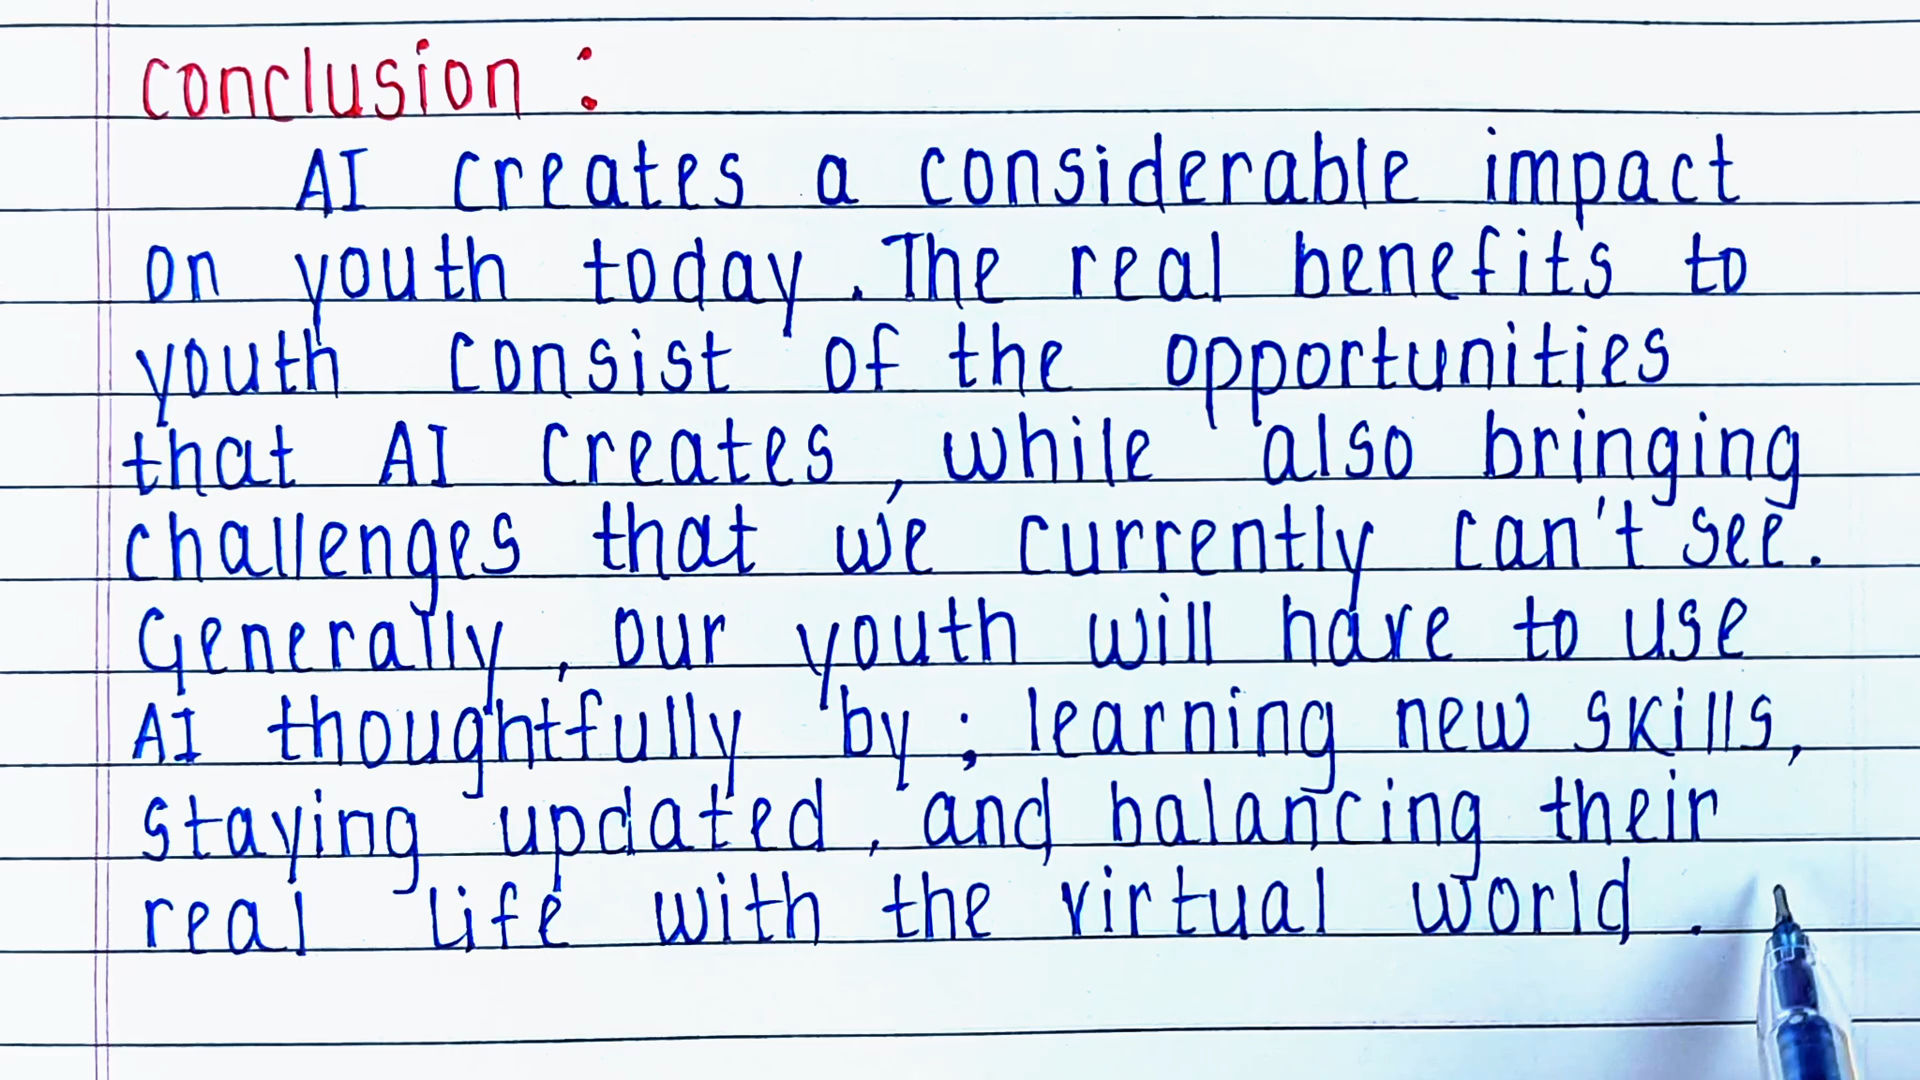 conclusion :
AI creates a considerable impact
on youth today. The real benefits to
youth consist of the opportunities
that AI creates, while also bringing
challenges that we currently can't see.
Generally, our youth will have to use
AI thoughtfully by ; learning new skills,
staying updated, and balancing their
real life with the virtual world.